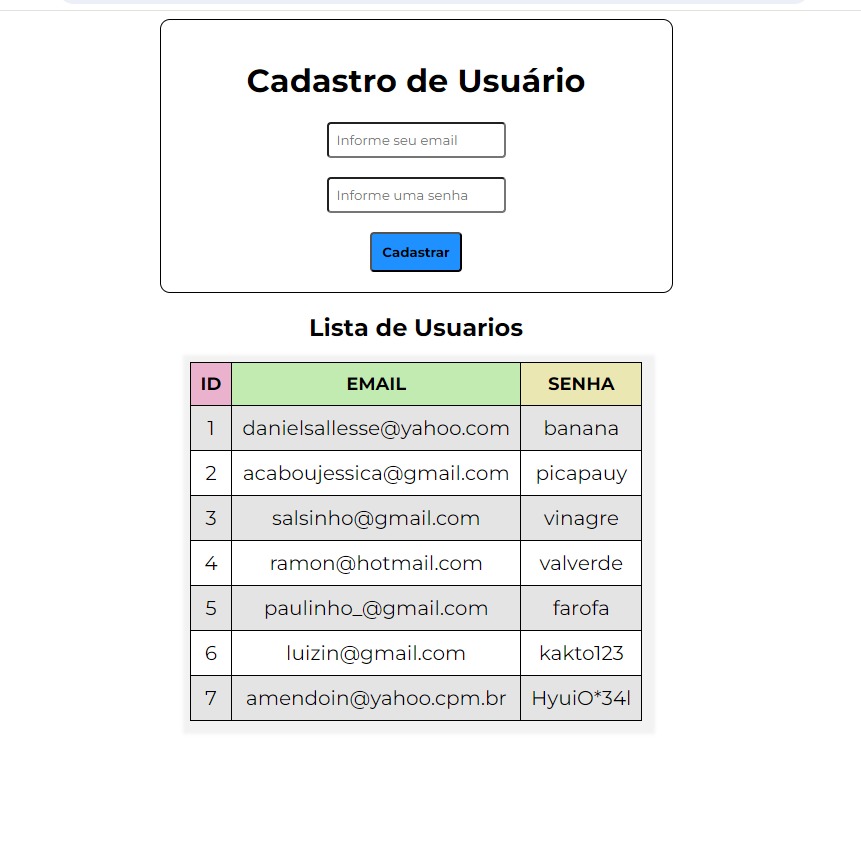 Cadastro de Usuário
Informe seu email
Informe uma senha
Cadastrar
Lista de Usuarios
ID EMAIL SENHA
1 danielsallesse@yahoo.com banana
2 acaboujessica@gmail.com picapauy
3 salsinho@gmail.com vinagre
4 ramon@hotmail.com valverde
5 paulinho_@gmail.com farofa
6 luizin@gmail.com kakto123
7 amendoin@yahoo.cpm.br HyuiO*34l